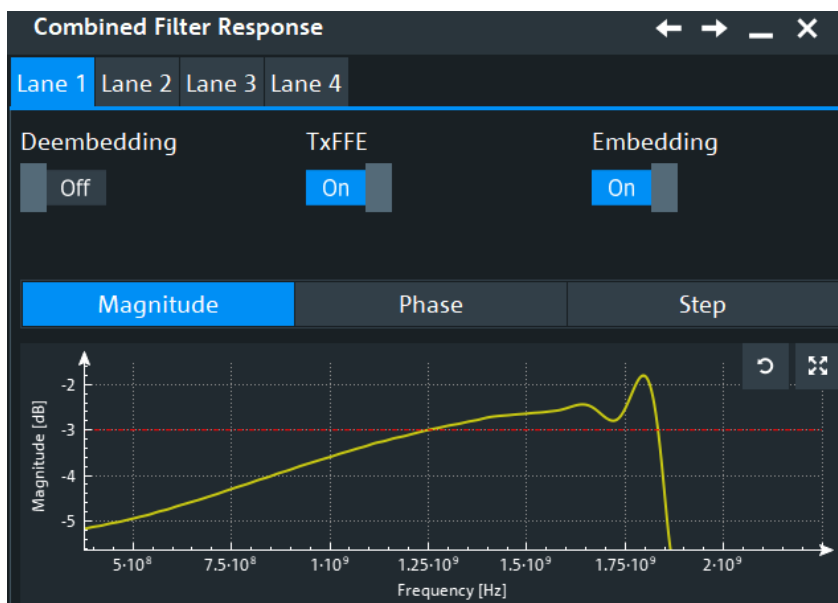 Combined Filter Response
Lane 1 Lane 2 Lane 3 Lane 4
Deembedding TxFFE Embedding
Off On On
Magnitude Phase Step
Magnitude [dB]
-2
-3
-4
-5
5·10⁸ 7.5·10⁸ 1·10⁹ 1.25·10⁹ 1.5·10⁹ 1.75·10⁹ 2·10⁹
Frequency [Hz]